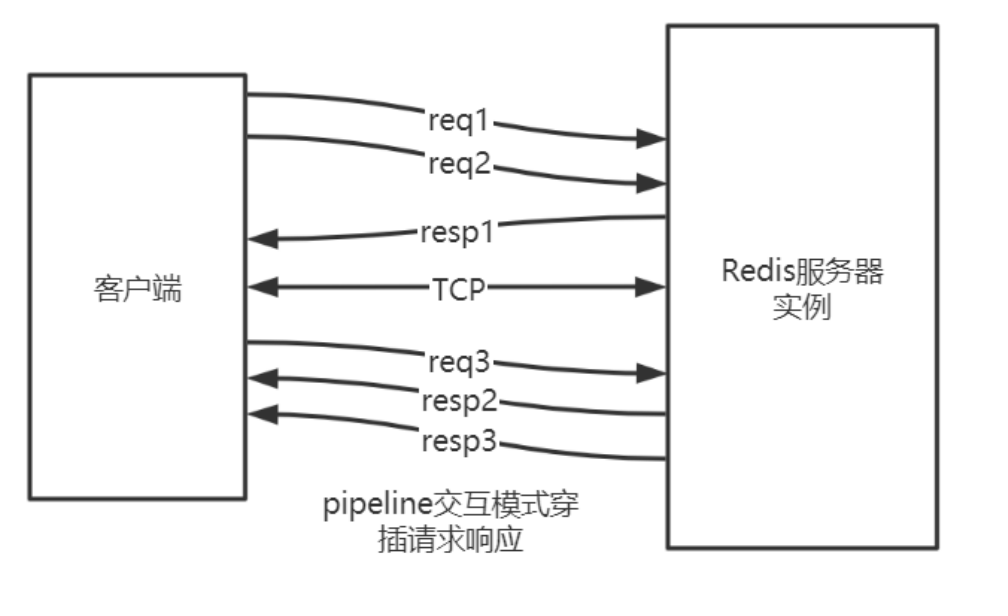 req1
req2
resp1
客户端
TCP
Redis服务器
实例
req3
resp2
resp3
pipeline交互模式穿
插请求响应